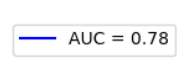 AUC = 0.78